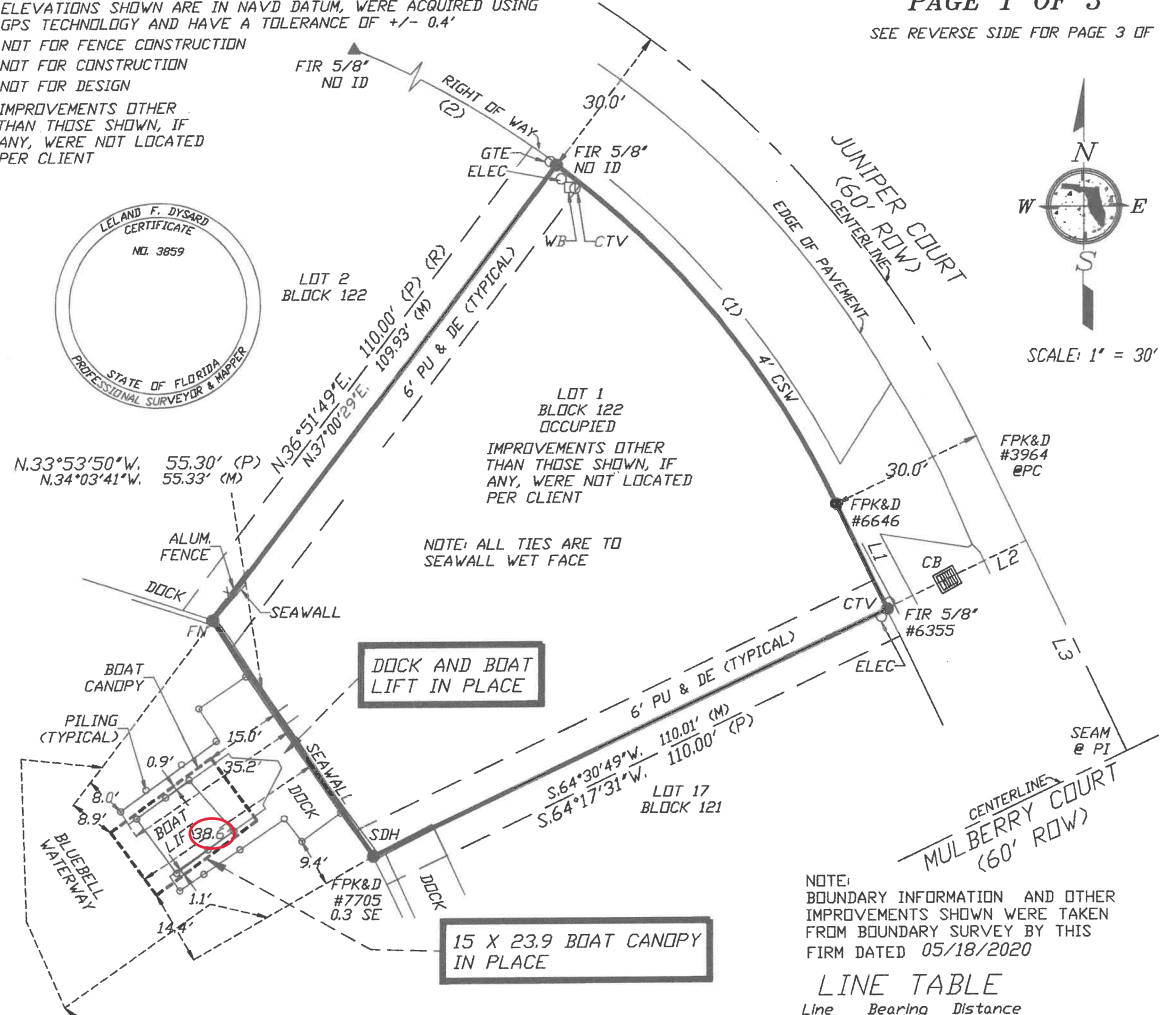 ELEVATIONS SHOWN ARE IN NAVD DATUM, WERE ACQUIRED USING
GPS TECHNOLOGY AND HAVE A TOLERANCE OF +/- 0.4'
NOT FOR FENCE CONSTRUCTION
NOT FOR CONSTRUCTION
NOT FOR DESIGN
IMPROVEMENTS OTHER
THAN THOSE SHOWN, IF
ANY, WERE NOT LOCATED
PER CLIENT
PAGE 1 OF 3
SEE REVERSE SIDE FOR PAGE 3 OF
FIR 5/8"
NO ID
RIGHT OF WAY
(2)
30.0'
GTE
ELEC
FIR 5/8"
NO ID
WB
CTV
JUNIPER COURT
(60' ROW)
CENTERLINE
EDGE OF PAVEMENT
N
W
E
S
SCALE: 1" = 30'
LELAND F. DYSARD
CERTIFICATE
NO. 3859
STATE OF FLORIDA
PROFESSIONAL SURVEYOR & MAPPER
LOT 2
BLOCK 122
N.36°51'49"E. 110.00' (P) (R)
N.37°00'29"E. 109.93' (M)
6' PU & DE (TYPICAL)
(1)
4' CSW
LOT 1
BLOCK 122
OCCUPIED
IMPROVEMENTS OTHER
THAN THOSE SHOWN, IF
ANY, WERE NOT LOCATED
PER CLIENT
NOTE: ALL TIES ARE TO
SEAWALL WET FACE
N.33°53'50"W. 55.30' (P)
N.34°03'41"W. 55.33' (M)
FPK&D
#3964
@PC
30.0'
FPK&D
#6646
L1
CB
L2
CTV
FIR 5/8"
#6355
ELEC
L3
ALUM.
FENCE
DOCK
SEAWALL
FN
DOCK AND BOAT
LIFT IN PLACE
BOAT
CANOPY
PILING
(TYPICAL)
15.0'
0.9'
35.2'
SEAWALL
8.0'
8.9'
BOAT
LIFT
38.6'
DOCK
BLUEBELL
WATERWAY
1.1'
14.4'
9.4'
SDH
FPK&D
#7705
0.3 SE
DOCK
6' PU & DE (TYPICAL)
S.64°30'49"W. 110.01' (M)
S.64°17'31"W. 110.00' (P)
LOT 17
BLOCK 121
SEAM
@ PI
CENTERLINE
MULBERRY COURT
(60' ROW)
15 X 23.9 BOAT CANOPY
IN PLACE
NOTE:
BOUNDARY INFORMATION AND OTHER
IMPROVEMENTS SHOWN WERE TAKEN
FROM BOUNDARY SURVEY BY THIS
FIRM DATED 05/18/2020
LINE TABLE
Line Bearing Distance